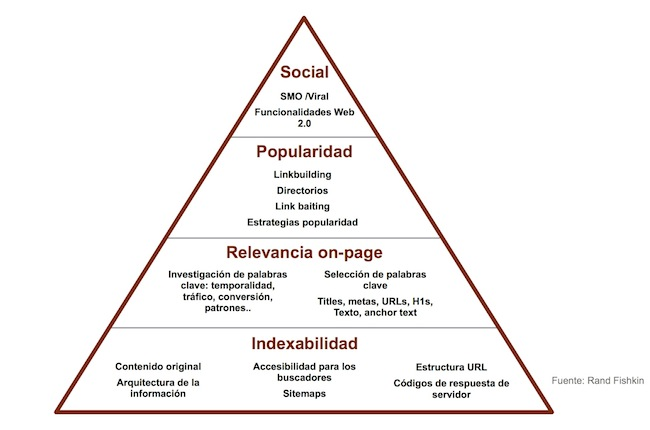 Social
SMO /Viral
Funcionalidades Web
2.0
Popularidad
Linkbuilding
Directorios
Link baiting
Estrategias popularidad
Relevancia on-page
Investigación de palabras
clave: temporalidad,
tráfico, conversión,
patrones..
Selección de palabras
clave
Titles, metas, URLs, H1s,
Texto, anchor text
Indexabilidad
Contenido original
Arquitectura de la
información
Accesibilidad para los
buscadores
Sitemaps
Estructura URL
Códigos de respuesta de
servidor
Fuente: Rand Fishkin